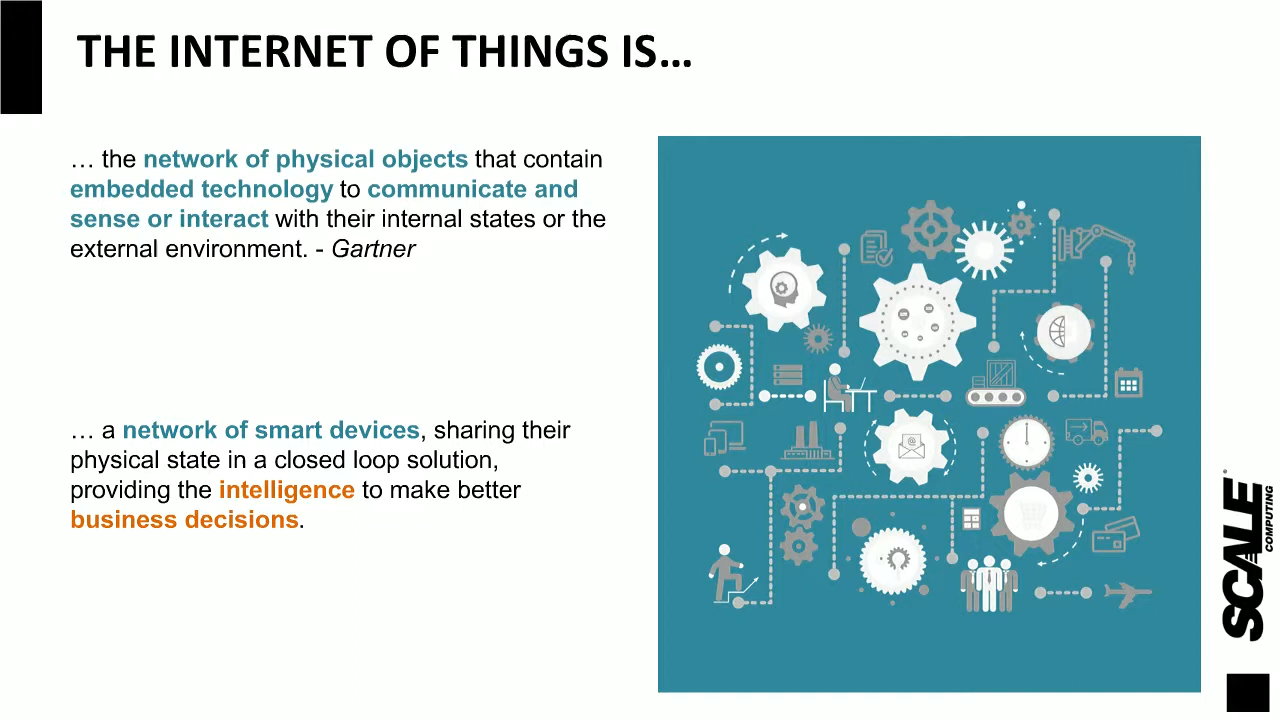 THE INTERNET OF THINGS IS…
… the network of physical objects that contain
embedded technology to communicate and
sense or interact with their internal states or the
external environment. - Gartner
… a network of smart devices, sharing their
physical state in a closed loop solution,
providing the intelligence to make better
business decisions.
@
SCALE
COMPUTING